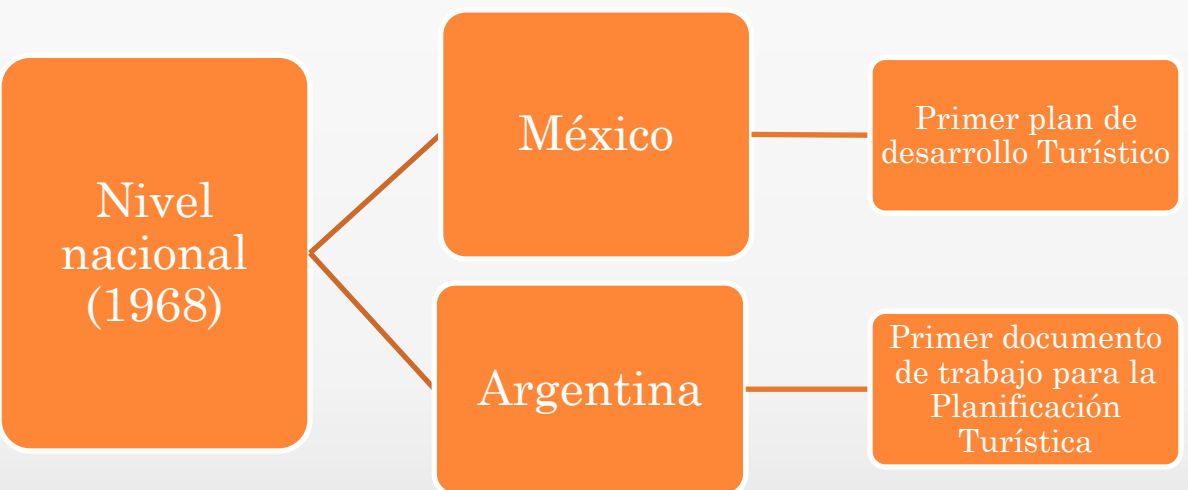 Nivel
nacional
(1968)
México
Primer plan de
desarrollo Turístico
Argentina
Primer documento
de trabajo para la
Planificación
Turística